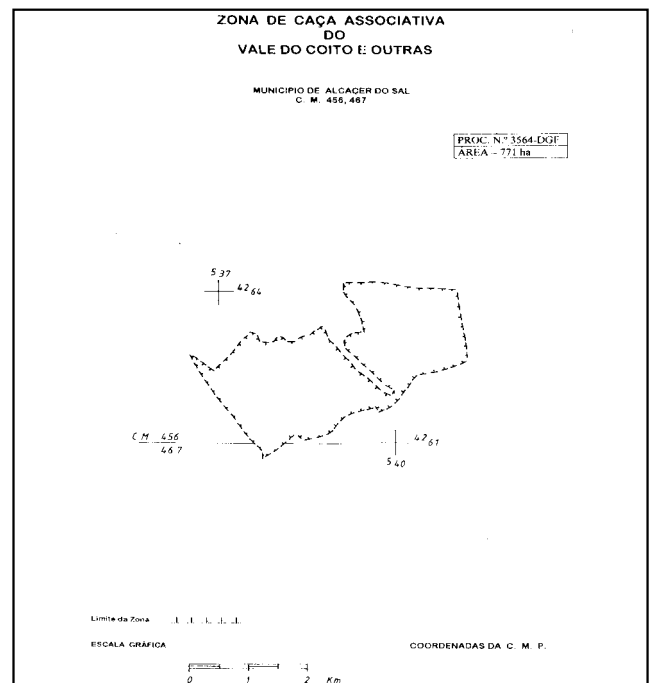 ZONA DE CAÇA ASSOCIATIVA
DO
VALE DO COITO E OUTRAS
MUNICIPIO DE ALCAÇER DO SAL
C. M. 456, 467
PROC. N.º 3564-DGF
AREA - 771 ha
5 37
42 64
C M 456
467
42 61
5 40
Limite da Zona
ESCALA GRÁFICA
COORDENADAS DA C. M. P.
0 1 2 Km